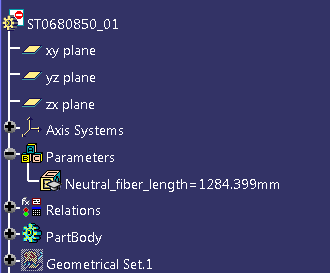 ST0680850_01
xy plane
yz plane
zx plane
Axis Systems
Parameters
Neutral_fiber_length=1284.399mm
Relations
PartBody
Geometrical Set.1